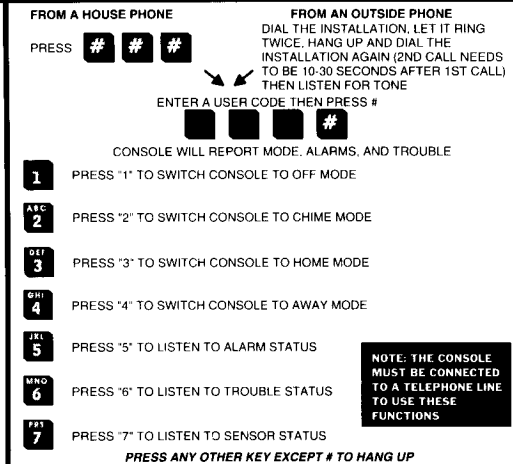 FROM A HOUSE PHONE
PRESS # # #
FROM AN OUTSIDE PHONE
DIAL THE INSTALLATION, LET IT RING
TWICE, HANG UP AND DIAL THE
INSTALLATION AGAIN (2ND CALL NEEDS
TO BE 10-30 SECONDS AFTER 1ST CALL)
THEN LISTEN FOR TONE
ENTER A USER CODE THEN PRESS #
#
CONSOLE WILL REPORT MODE, ALARMS, AND TROUBLE
1 PRESS "1" TO SWITCH CONSOLE TO OFF MODE
ABC
2 PRESS "2" TO SWITCH CONSOLE TO CHIME MODE
DEF
3 PRESS "3" TO SWITCH CONSOLE TO HOME MODE
GHI
4 PRESS "4" TO SWITCH CONSOLE TO AWAY MODE
JKL
5 PRESS "5" TO LISTEN TO ALARM STATUS
MNO
6 PRESS "6" TO LISTEN TO TROUBLE STATUS
PRS
7 PRESS "7" TO LISTEN TO SENSOR STATUS
NOTE: THE CONSOLE
MUST BE CONNECTED
TO A TELEPHONE LINE
TO USE THESE
FUNCTIONS
PRESS ANY OTHER KEY EXCEPT # TO HANG UP